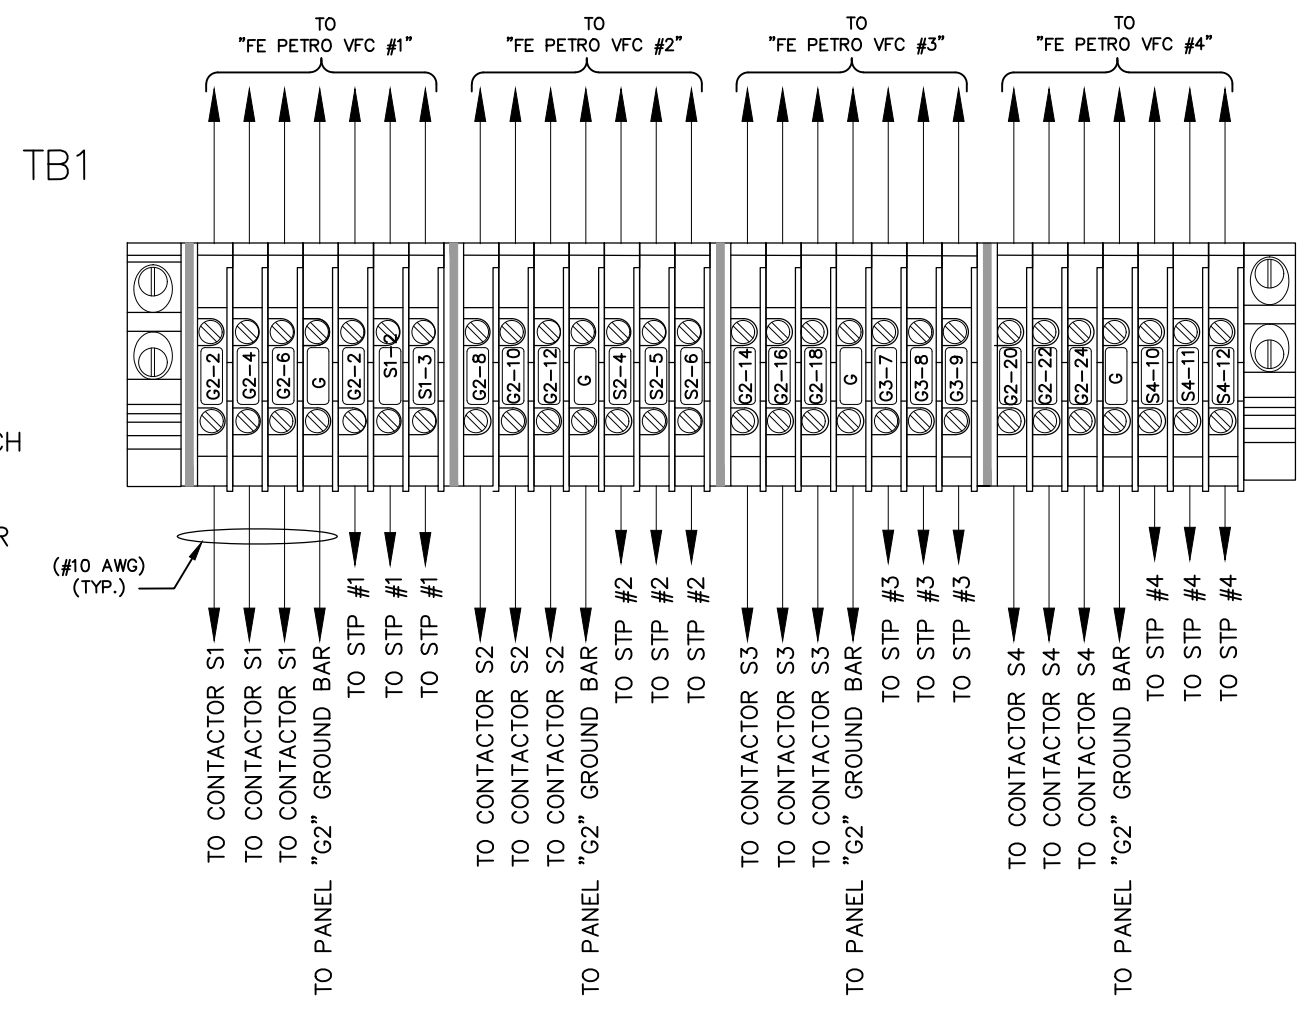 TO
"FE PETRO VFC #1"
TO
"FE PETRO VFC #2"
TO
"FE PETRO VFC #3"
TO
"FE PETRO VFC #4"
TB1
G2-2
G2-4
G2-6
G
G2-2
S1-2
S1-3
G2-8
G2-10
G2-12
G
S2-4
S2-5
S2-6
G2-14
G2-16
G2-18
G
G3-7
G3-8
G3-9
G2-20
G2-22
G2-24
G
S4-10
S4-11
S4-12
CH
R
(#10 AWG)
(TYP.)
TO CONTACTOR S1
TO CONTACTOR S1
TO CONTACTOR S1
TO PANEL "G2" GROUND BAR
TO STP #1
TO STP #1
TO STP #1
TO CONTACTOR S2
TO CONTACTOR S2
TO CONTACTOR S2
TO PANEL "G2" GROUND BAR
TO STP #2
TO STP #2
TO STP #2
TO CONTACTOR S3
TO CONTACTOR S3
TO CONTACTOR S3
TO PANEL "G2" GROUND BAR
TO STP #3
TO STP #3
TO STP #3
TO CONTACTOR S4
TO CONTACTOR S4
TO CONTACTOR S4
TO PANEL "G2" GROUND BAR
TO STP #4
TO STP #4
TO STP #4